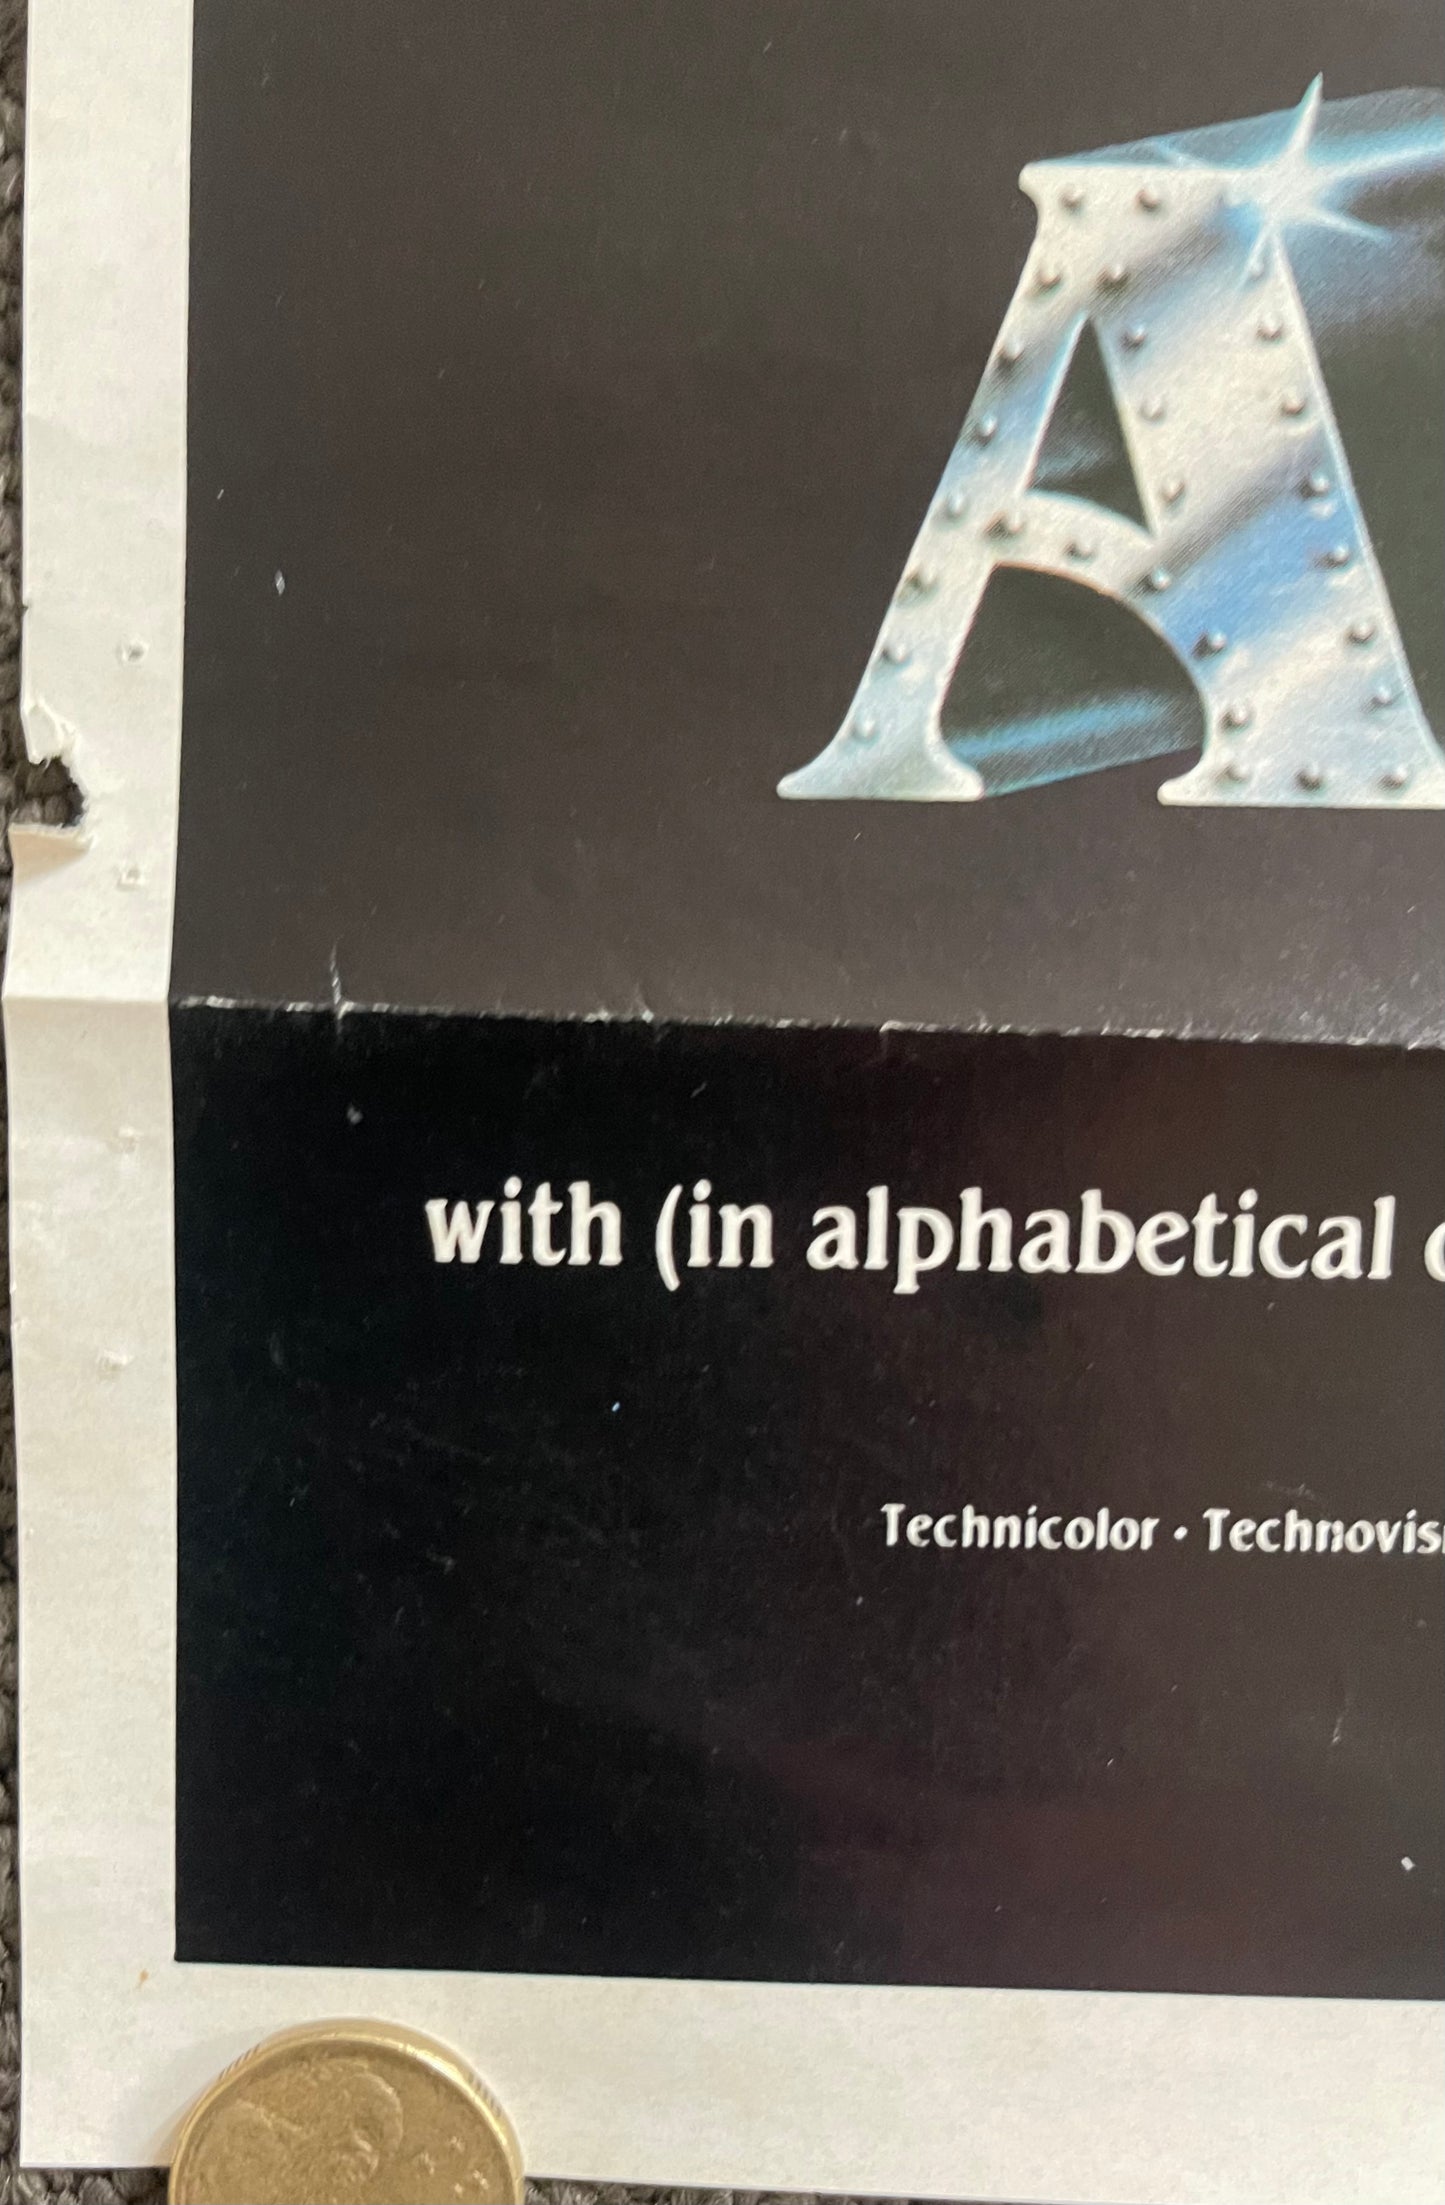 A
with (in alphabetical
Technicolor • Technovis